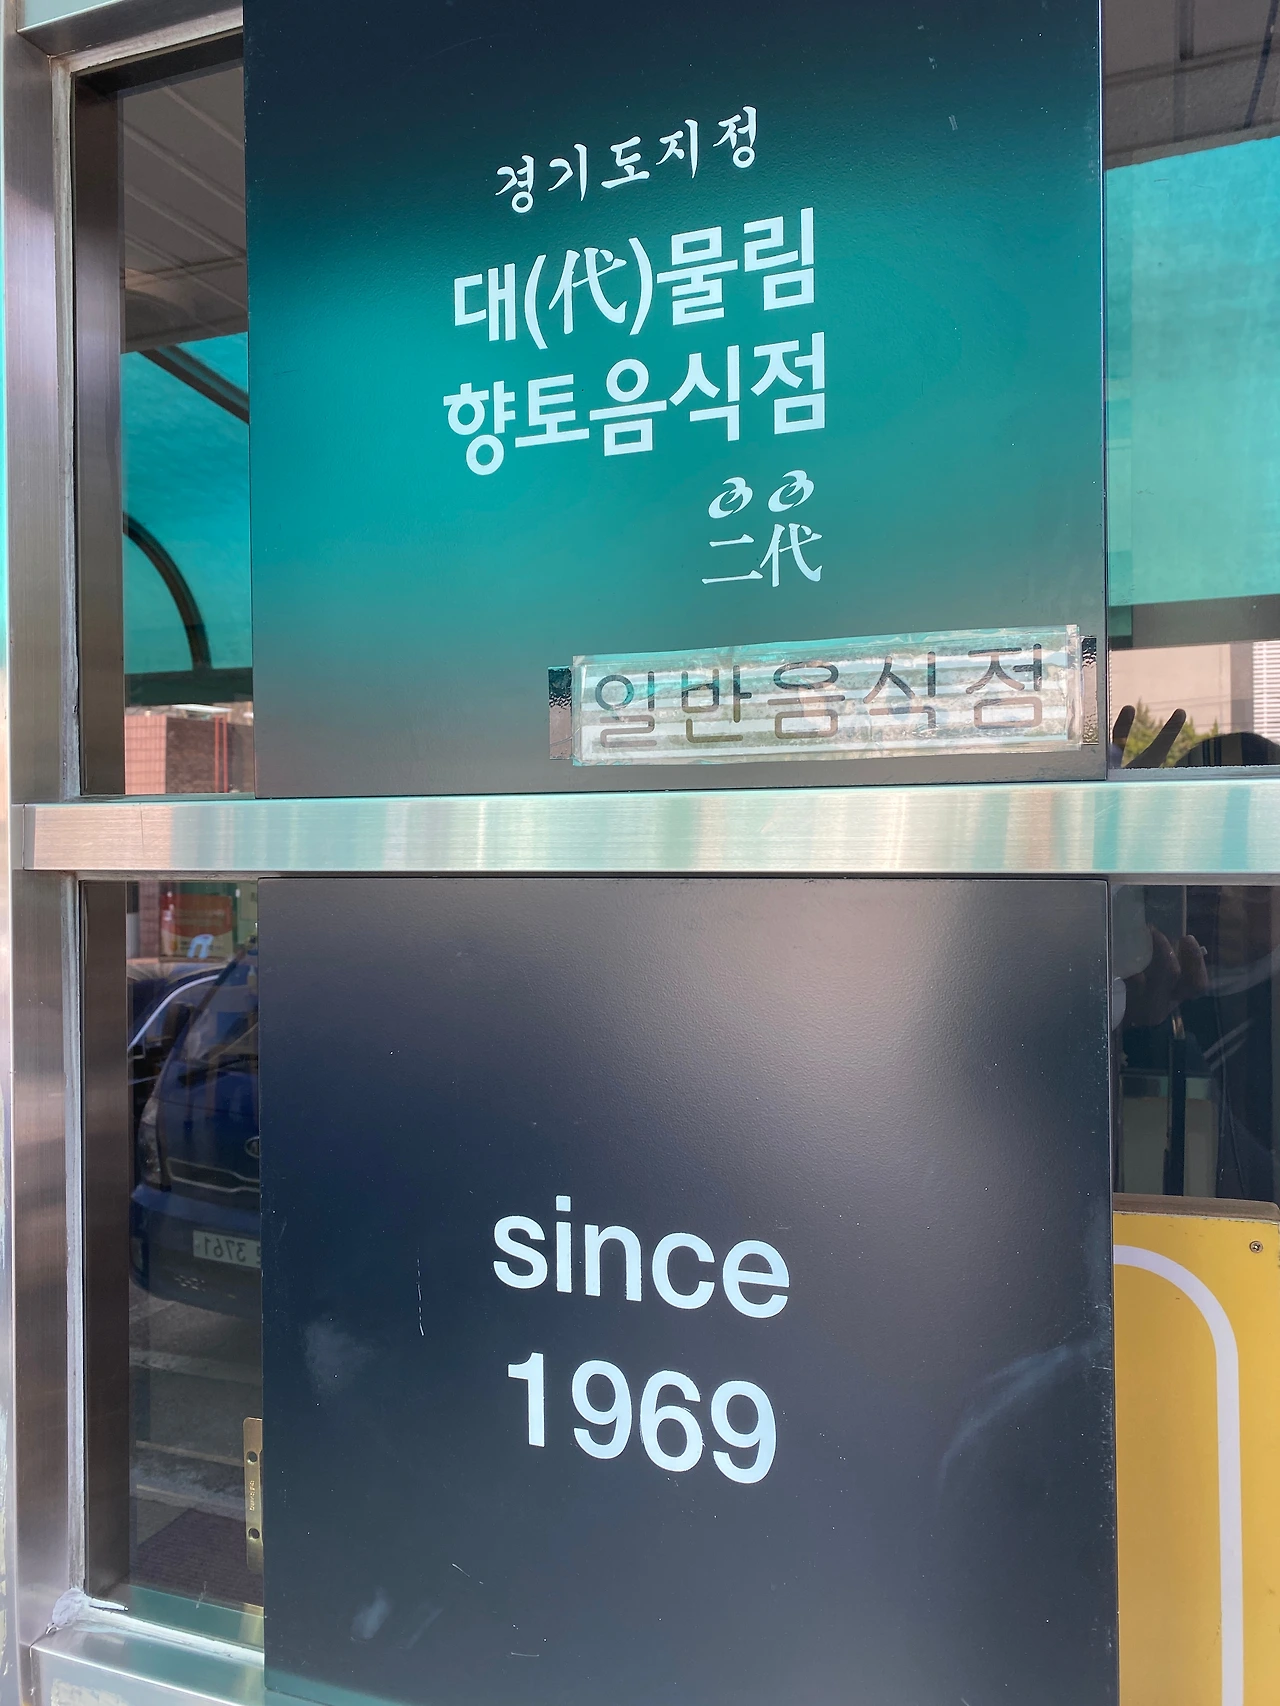 경기도지정
대(代)물림
향토음식점
二代
일반음식점
since
1969